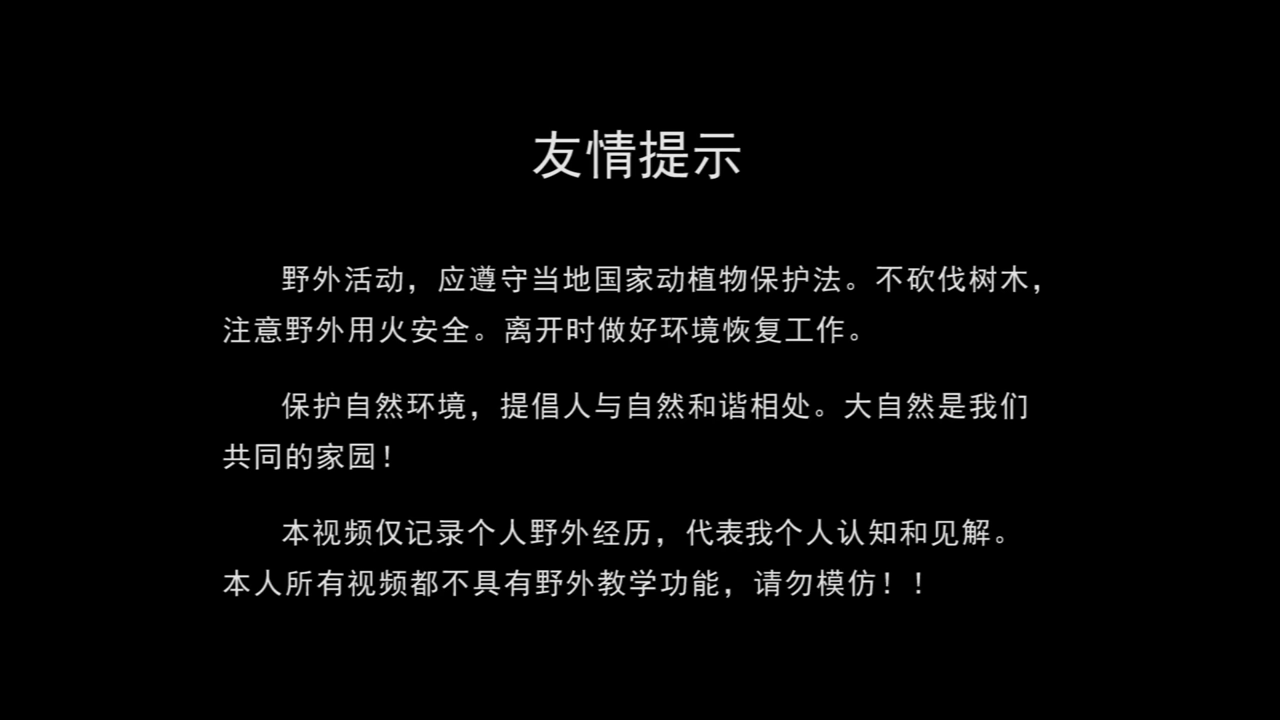 友情提示
野外活动，应遵守当地国家动植物保护法。不砍伐树木，
注意野外用火安全。离开时做好环境恢复工作。
保护自然环境，提倡人与自然和谐相处。大自然是我们
共同的家园！
本视频仅记录个人野外经历，代表我个人认知和见解。
本人所有视频都不具有野外教学功能，请勿模仿！！